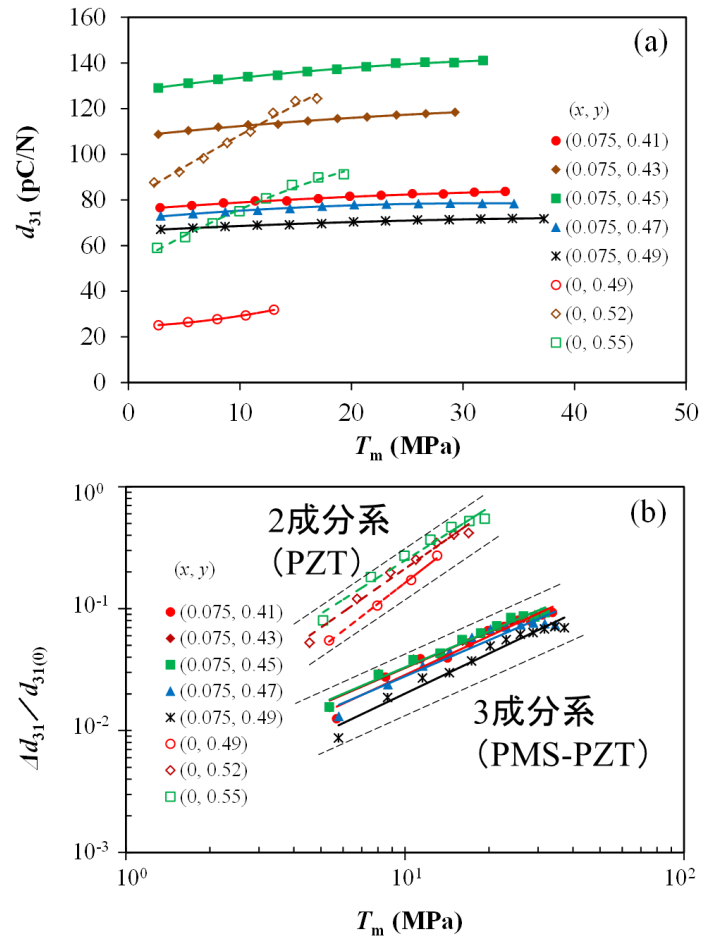 160
140
120
100
80
60
40
20
0
d31 (pC/N)
(a)
(x, y)
(0.075, 0.41)
(0.075, 0.43)
(0.075, 0.45)
(0.075, 0.47)
(0.075, 0.49)
(0, 0.49)
(0, 0.52)
(0, 0.55)
0 10 20 30 40 50
Tm (MPa)
10^0
10^-1
10^-2
10^-3
Δd31/d31(0)
(b)
2成分系
(PZT)
(x, y)
(0.075, 0.41)
(0.075, 0.43)
(0.075, 0.45)
(0.075, 0.47)
(0.075, 0.49)
(0, 0.49)
(0, 0.52)
(0, 0.55)
3成分系
(PMS-PZT)
10^0 10^1 10^2
Tm (MPa)